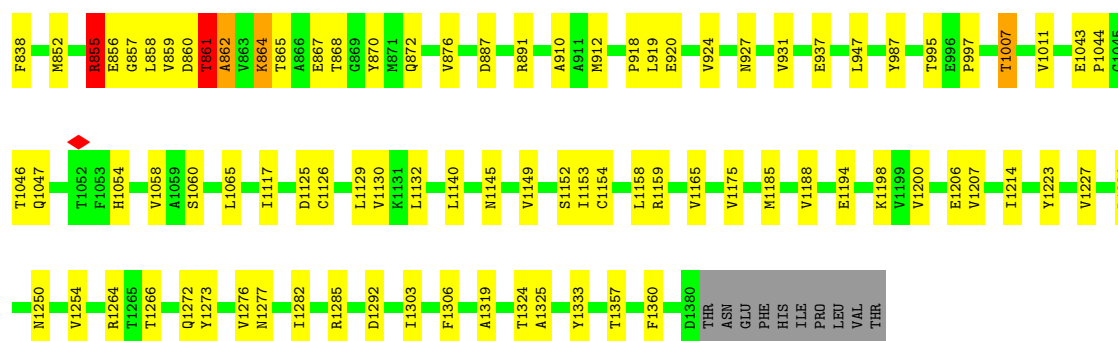 F838 M852 R855 E856 G857 L858 V859 D860 T861 A862 V863 K864 T865 A866 E867 T868 G869 Y870 M871 Q872 V876 D887 R891 A910 A911 M912 P918 L919 E920 V924 N927 V931 E937 L947 Y987 T995 E996 P997 T1007 V1011 E1043 P1044 G1045
T1046 Q1047 T1052 F1053 H1054 V1058 A1059 S1060 L1065 I1117 D1125 C1126 L1129 V1130 K1131 L1132 L1140 N1145 V1149 S1152 I1153 C1154 L1158 R1159 V1165 V1175 M1185 V1188 E1194 K1198 V1199 V1200 E1206 V1207 I1214 Y1223 V1227
N1250 V1254 R1264 T1265 T1266 Q1272 Y1273 V1276 N1277 I1282 R1285 D1292 I1303 F1306 A1319 T1324 A1325 Y1333 T1357 F1360 D1380 THR ASN GLU PHE HIS ILE PRO LEU VAL THR